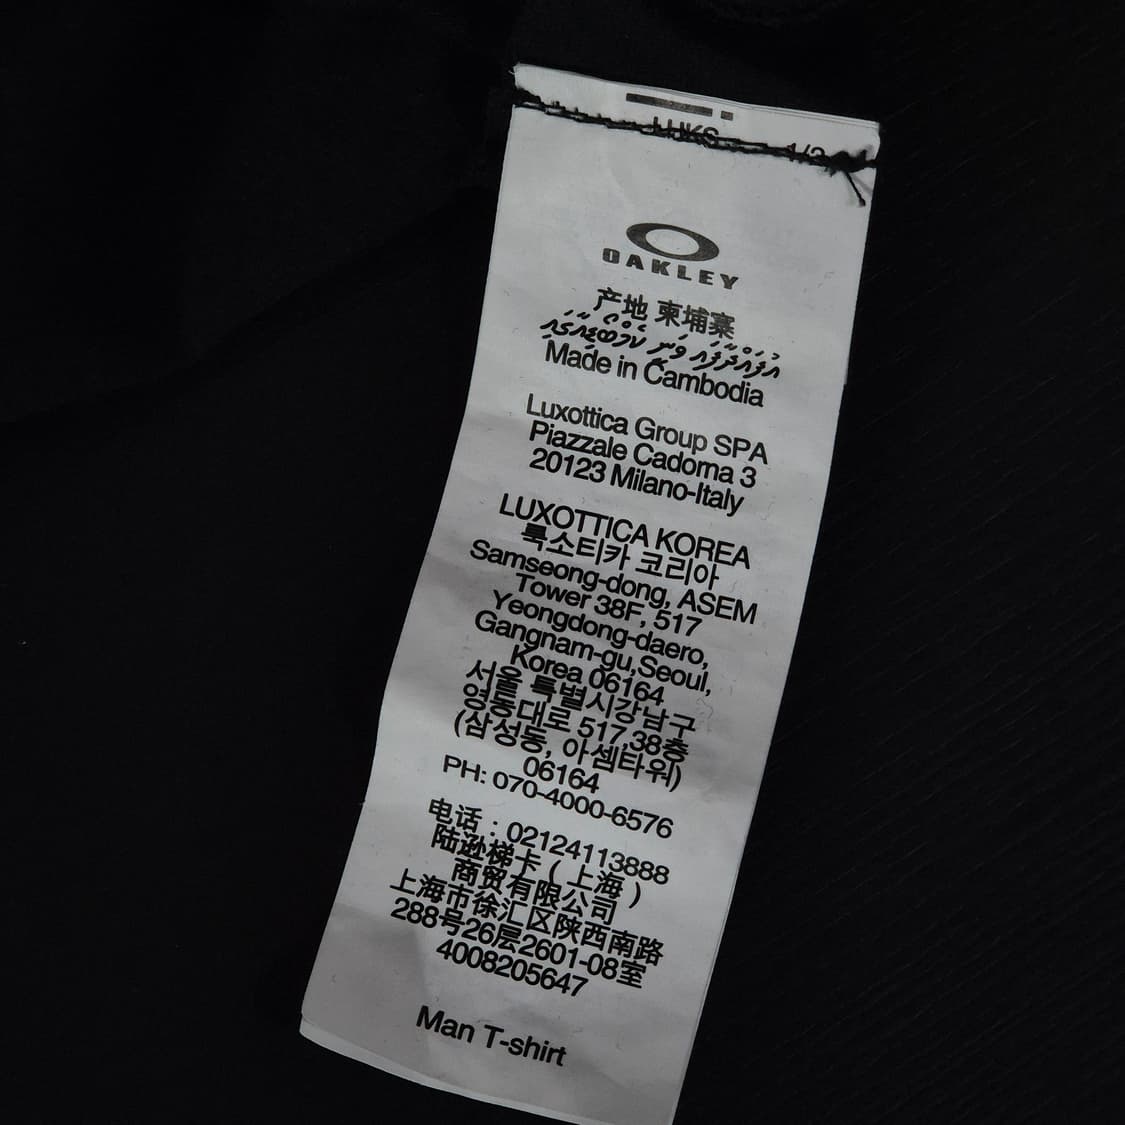 OAKLEY
产地 柬埔寨
Made in Cambodia
Luxottica Group SPA
Piazzale Cadorna 3
20123 Milano-Italy
LUXOTTICA KOREA
룩소티카 코리아
Samseong-dong, ASEM
Tower 38F, 517
Yeongdong-daero,
Gangnam-gu,Seoul,
Korea 06164
서울 특별시강남구
영동대로 517,38층
(삼성동, 아셈타워)
06164
PH: 070-4000-6576
电话：02124113888
陆逊梯卡（上海）
商贸有限公司
上海市徐汇区陕西南路
288号26层2601-08室
4008205647
Man T-shirt